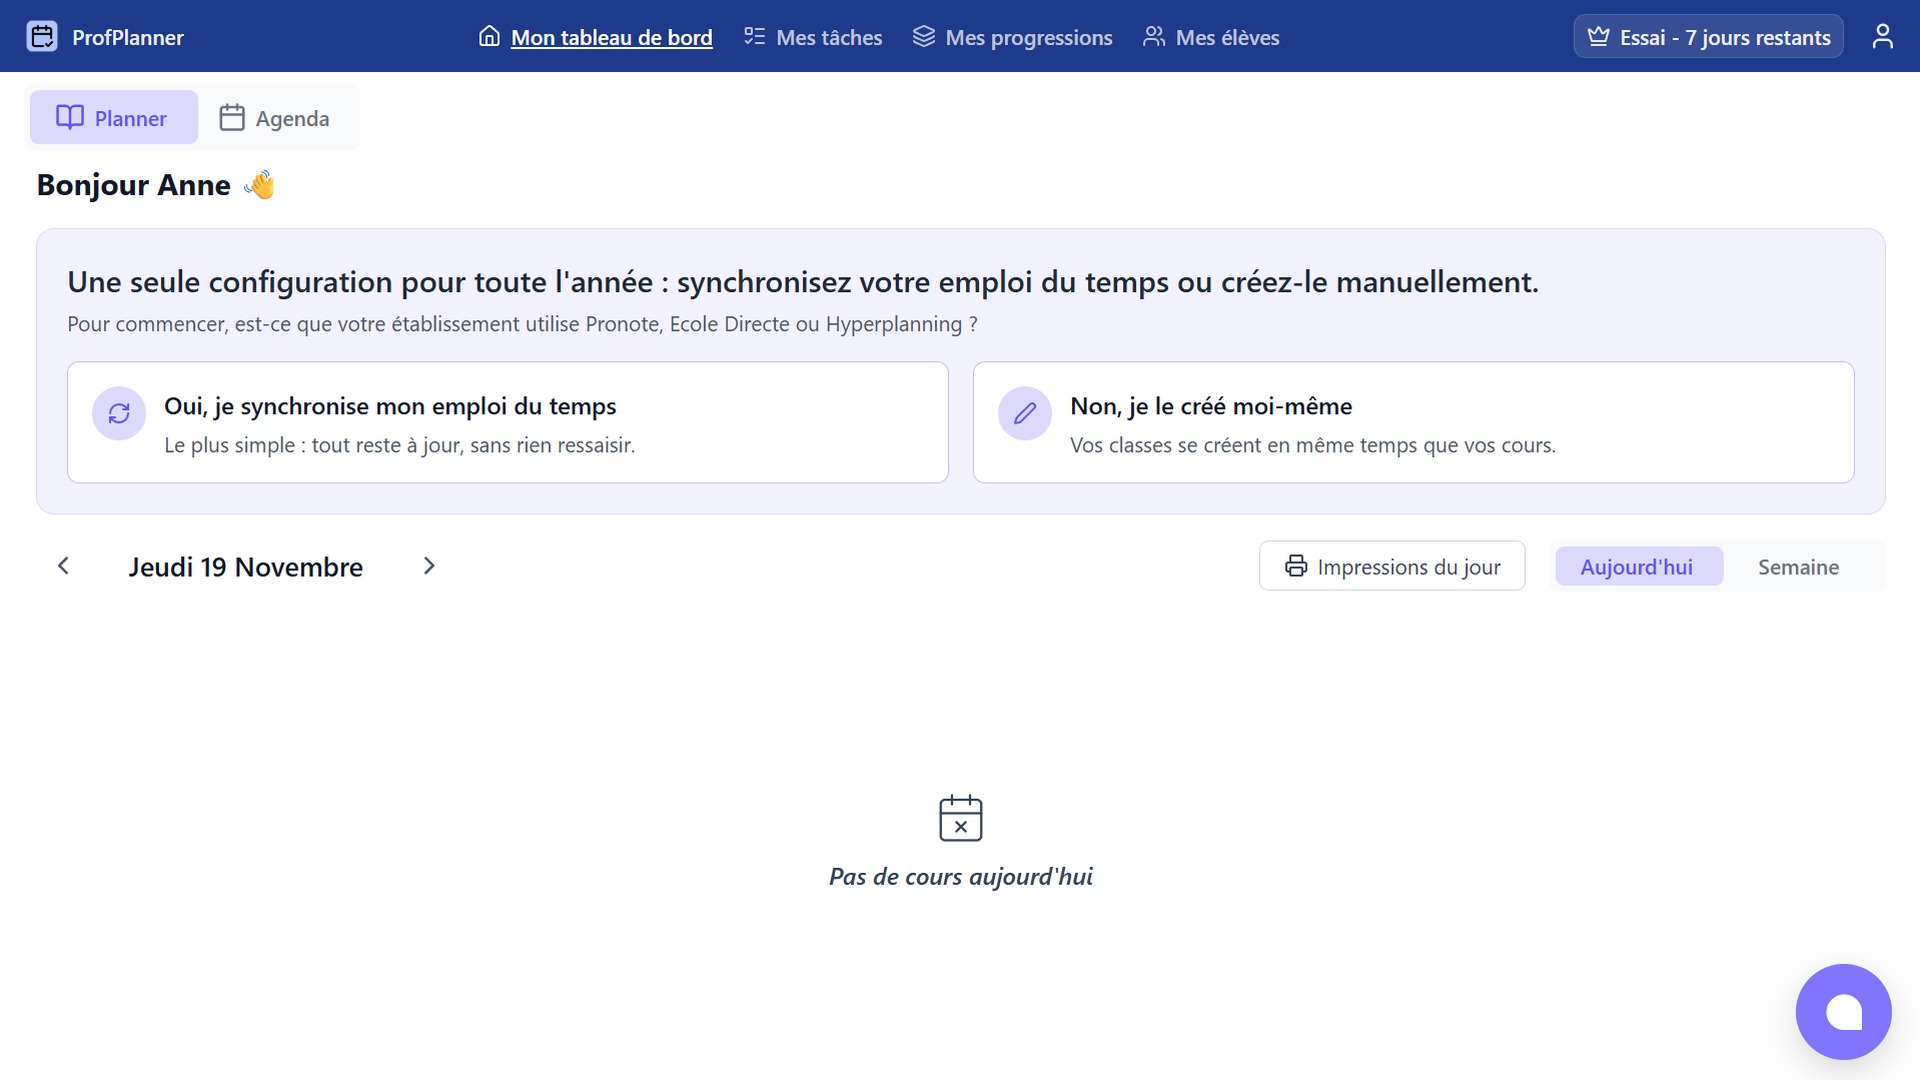 ProfPlanner
Mon tableau de bord
Mes tâches
Mes progressions
Mes élèves
Essai - 7 jours restants
Planner
Agenda
Bonjour Anne 👋
Une seule configuration pour toute l'année : synchronisez votre emploi du temps ou créez-le manuellement.
Pour commencer, est-ce que votre établissement utilise Pronote, Ecole Directe ou Hyperplanning ?
Oui, je synchronise mon emploi du temps
Le plus simple : tout reste à jour, sans rien ressaisir.
Non, je le créé moi-même
Vos classes se créent en même temps que vos cours.
Jeudi 19 Novembre
Impressions du jour
Aujourd'hui
Semaine
Pas de cours aujourd'hui